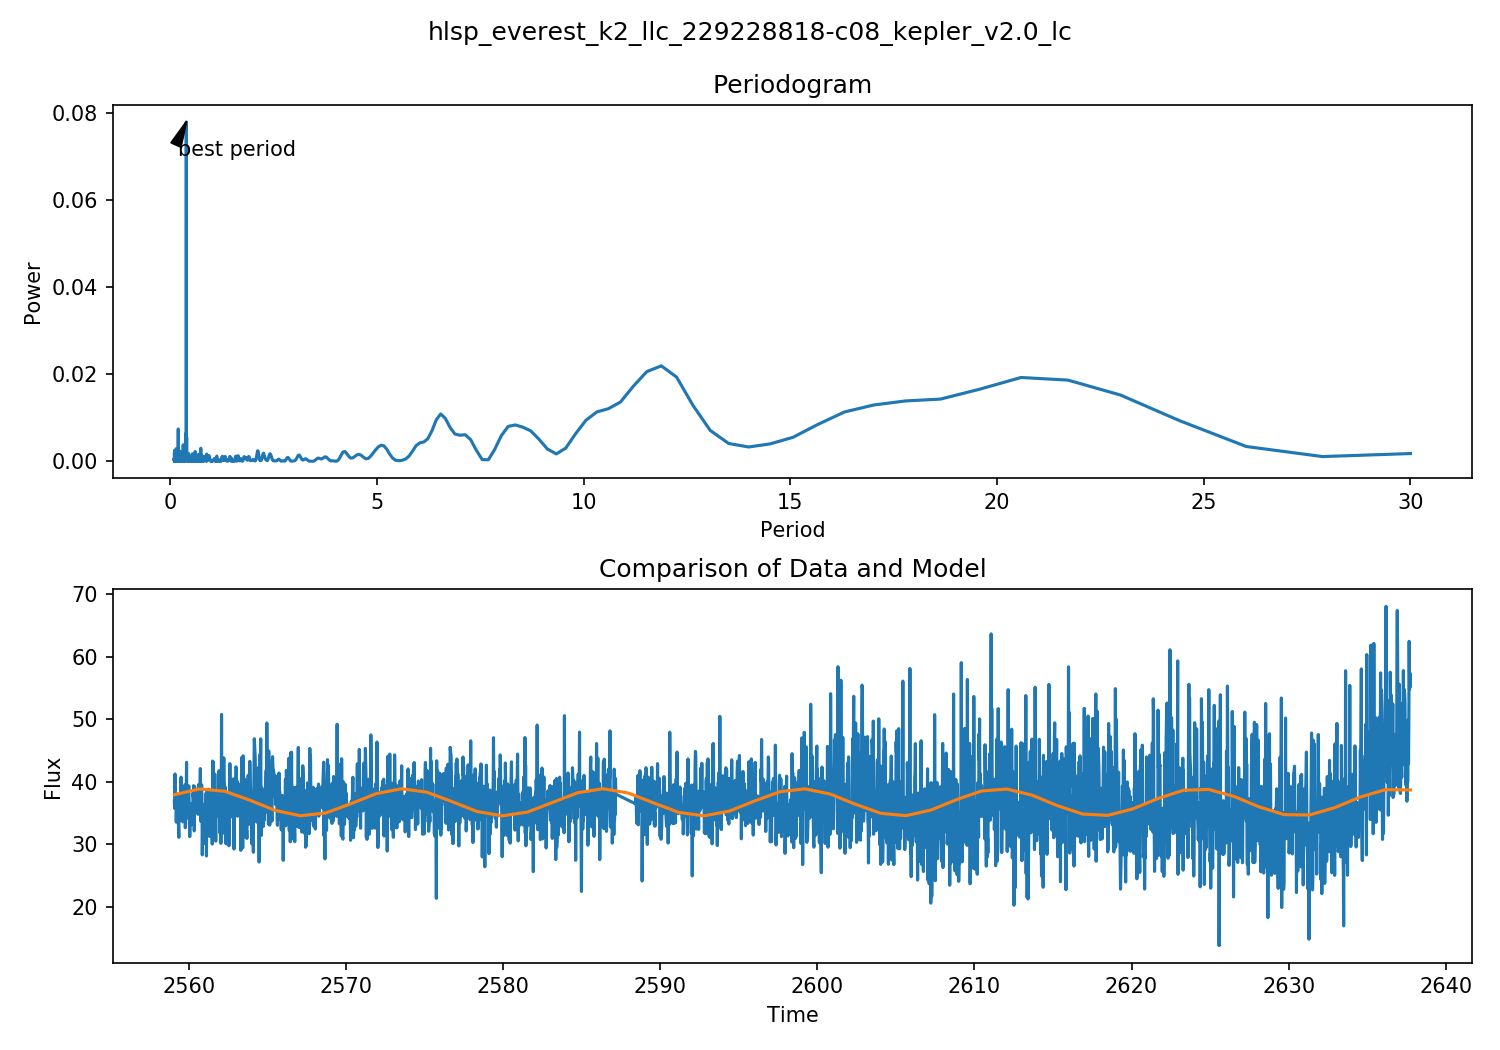 hlsp_everest_k2_llc_229228818-c08_kepler_v2.0_lc
Periodogram
0.08
0.06
0.04
0.02
0.00
Power
best period
0 5 10 15 20 25 30
Period
Comparison of Data and Model
70
60
50
40
30
20
Flux
2560 2570 2580 2590 2600 2610 2620 2630 2640
Time